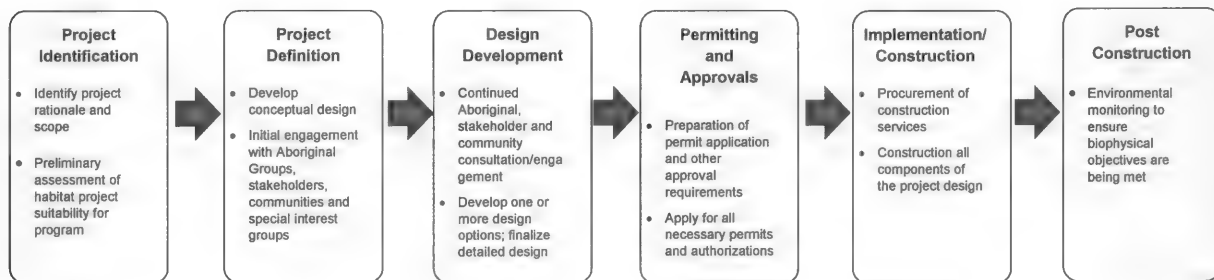 Project
Identification
• Identify project
rationale and
scope
• Preliminary
assessment of
habitat project
suitability for
program
Project
Definition
• Develop
conceptual design
• Initial engagement
with Aboriginal
Groups,
stakeholders,
communities and
special interest
groups
Design
Development
• Continued
Aboriginal,
stakeholder and
community
consultation/enga
gement
• Develop one or
more design
options; finalize
detailed design
Permitting
and
Approvals
• Preparation of
permit application
and other
approval
requirements
• Apply for all
necessary permits
and authorizations
Implementation/
Construction
• Procurement of
construction
services
• Construction all
components of
the project design
Post
Construction
• Environmental
monitoring to
ensure
biophysical
objectives are
being met